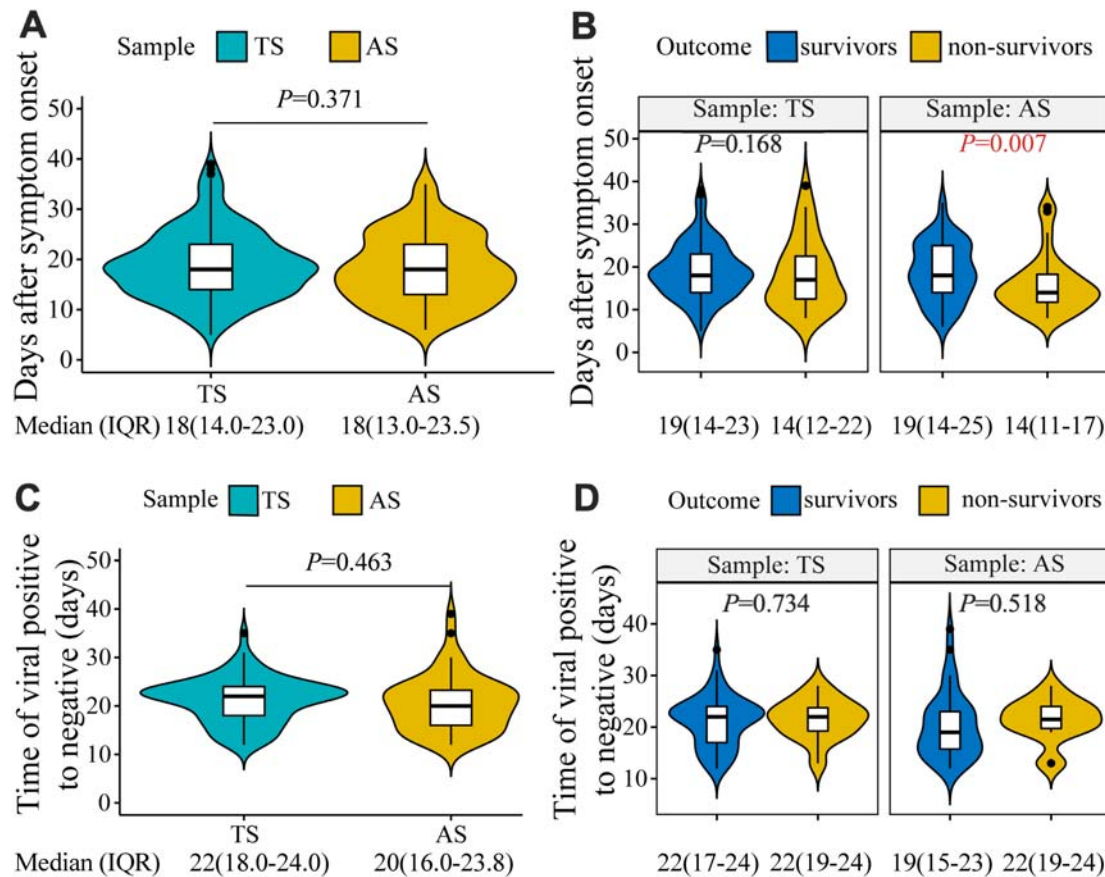 A
Sample TS AS
Days after symptom onset
50
40
30
20
10
0
P=0.371
TS AS
Median (IQR) 18(14.0-23.0) 18(13.0-23.5)
B
Outcome survivors non-survivors
Days after symptom onset
Sample: TS Sample: AS
50
40
30
20
10
0
P=0.168 P=0.007
19(14-23) 14(12-22) 19(14-25) 14(11-17)
C
Sample TS AS
Time of viral positive
to negative (days)
50
40
30
20
10
0
P=0.463
TS AS
Median (IQR) 22(18.0-24.0) 20(16.0-23.8)
D
Outcome survivors non-survivors
Time of viral positive
to negative (days)
Sample: TS Sample: AS
40
30
20
10
P=0.734 P=0.518
22(17-24) 22(19-24) 19(15-23) 22(19-24)